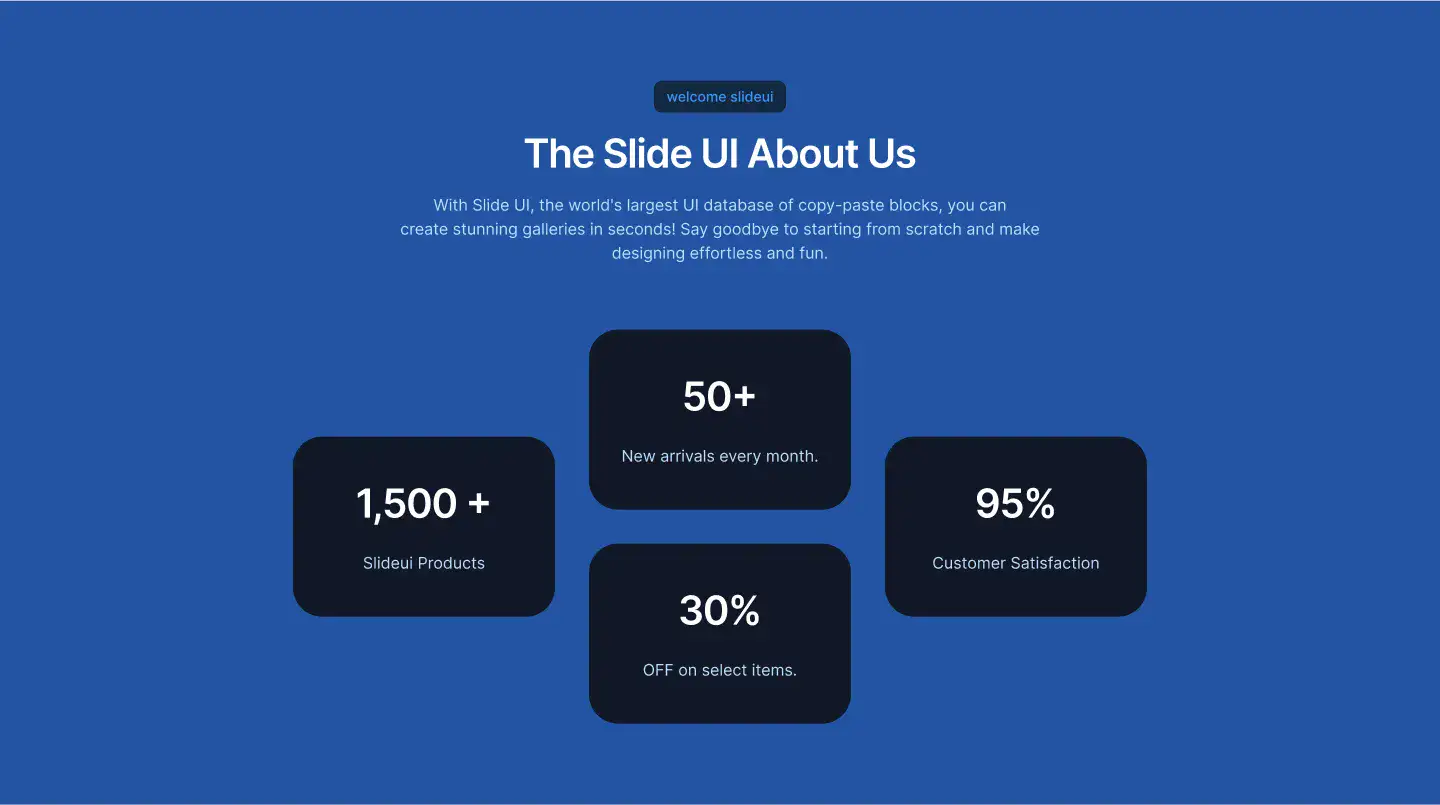 welcome slideui
The Slide UI About Us
With Slide UI, the world's largest UI database of copy-paste blocks, you can
create stunning galleries in seconds! Say goodbye to starting from scratch and make
designing effortless and fun.
1,500 +
Slideui Products
50+
New arrivals every month.
30%
OFF on select items.
95%
Customer Satisfaction